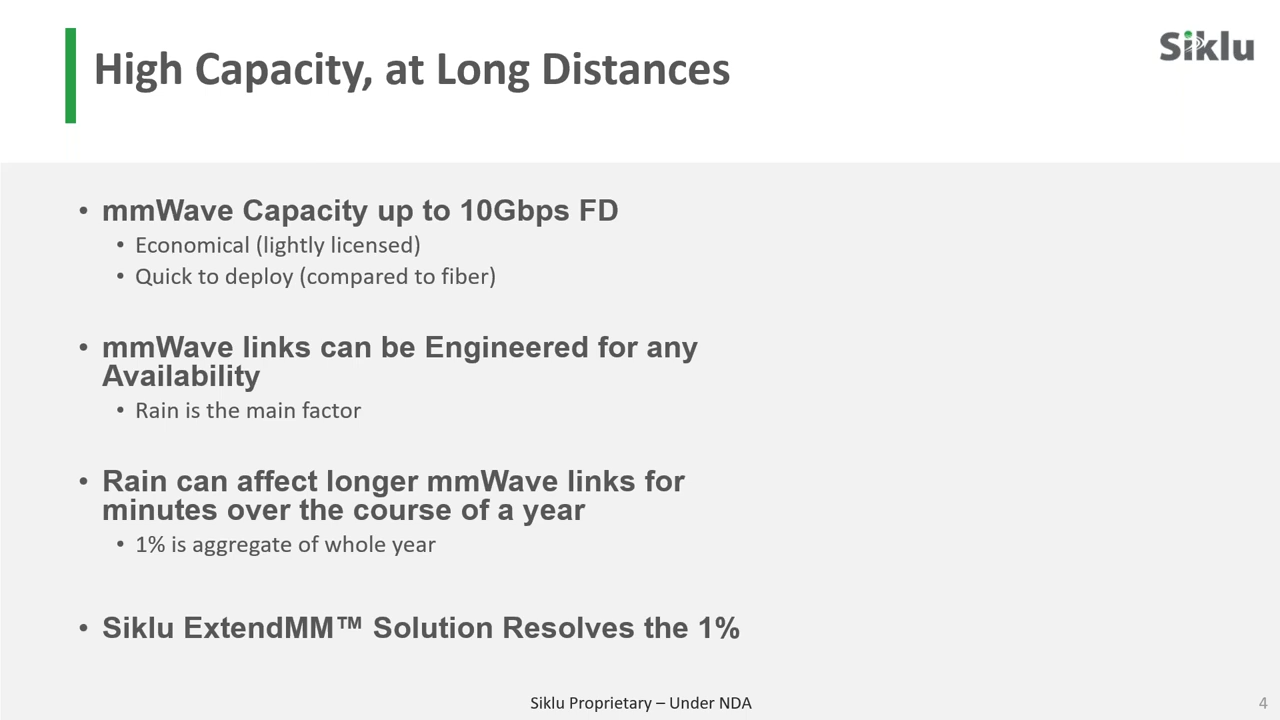 High Capacity, at Long Distances
Siklu
• mmWave Capacity up to 10Gbps FD
• Economical (lightly licensed)
• Quick to deploy (compared to fiber)
• mmWave links can be Engineered for any
Availability
• Rain is the main factor
• Rain can affect longer mmWave links for
minutes over the course of a year
• 1% is aggregate of whole year
• Siklu ExtendMM™ Solution Resolves the 1%
Siklu Proprietary – Under NDA
4